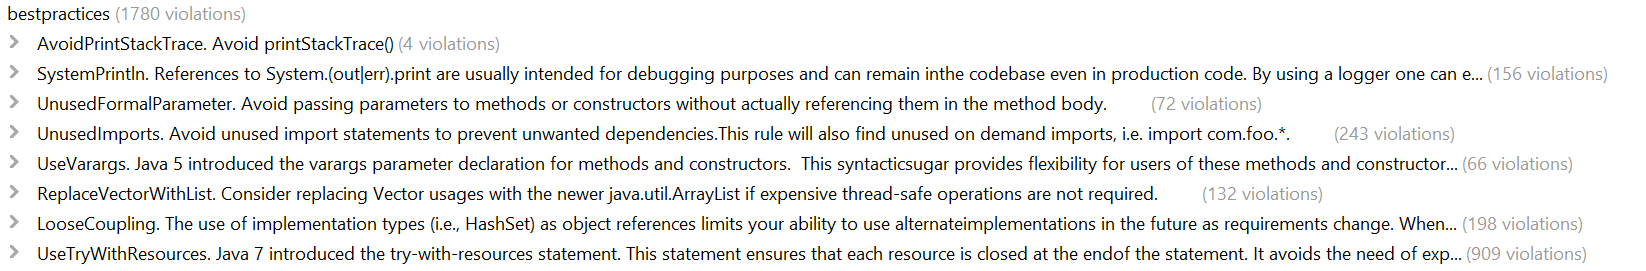 bestpractices (1780 violations)
AvoidPrintStackTrace. Avoid printStackTrace() (4 violations)
SystemPrintln. References to System.(out|err).print are usually intended for debugging purposes and can remain inthe codebase even in production code. By using a logger one can e... (156 violations)
UnusedFormalParameter. Avoid passing parameters to methods or constructors without actually referencing them in the method body. (72 violations)
UnusedImports. Avoid unused import statements to prevent unwanted dependencies.This rule will also find unused on demand imports, i.e. import com.foo.*. (243 violations)
UseVarargs. Java 5 introduced the varargs parameter declaration for methods and constructors.  This syntacticsugar provides flexibility for users of these methods and constructor... (66 violations)
ReplaceVectorWithList. Consider replacing Vector usages with the newer java.util.ArrayList if expensive thread-safe operations are not required. (132 violations)
LooseCoupling. The use of implementation types (i.e., HashSet) as object references limits your ability to use alternateimplementations in the future as requirements change. When... (198 violations)
UseTryWithResources. Java 7 introduced the try-with-resources statement. This statement ensures that each resource is closed at the endof the statement. It avoids the need of exp... (909 violations)